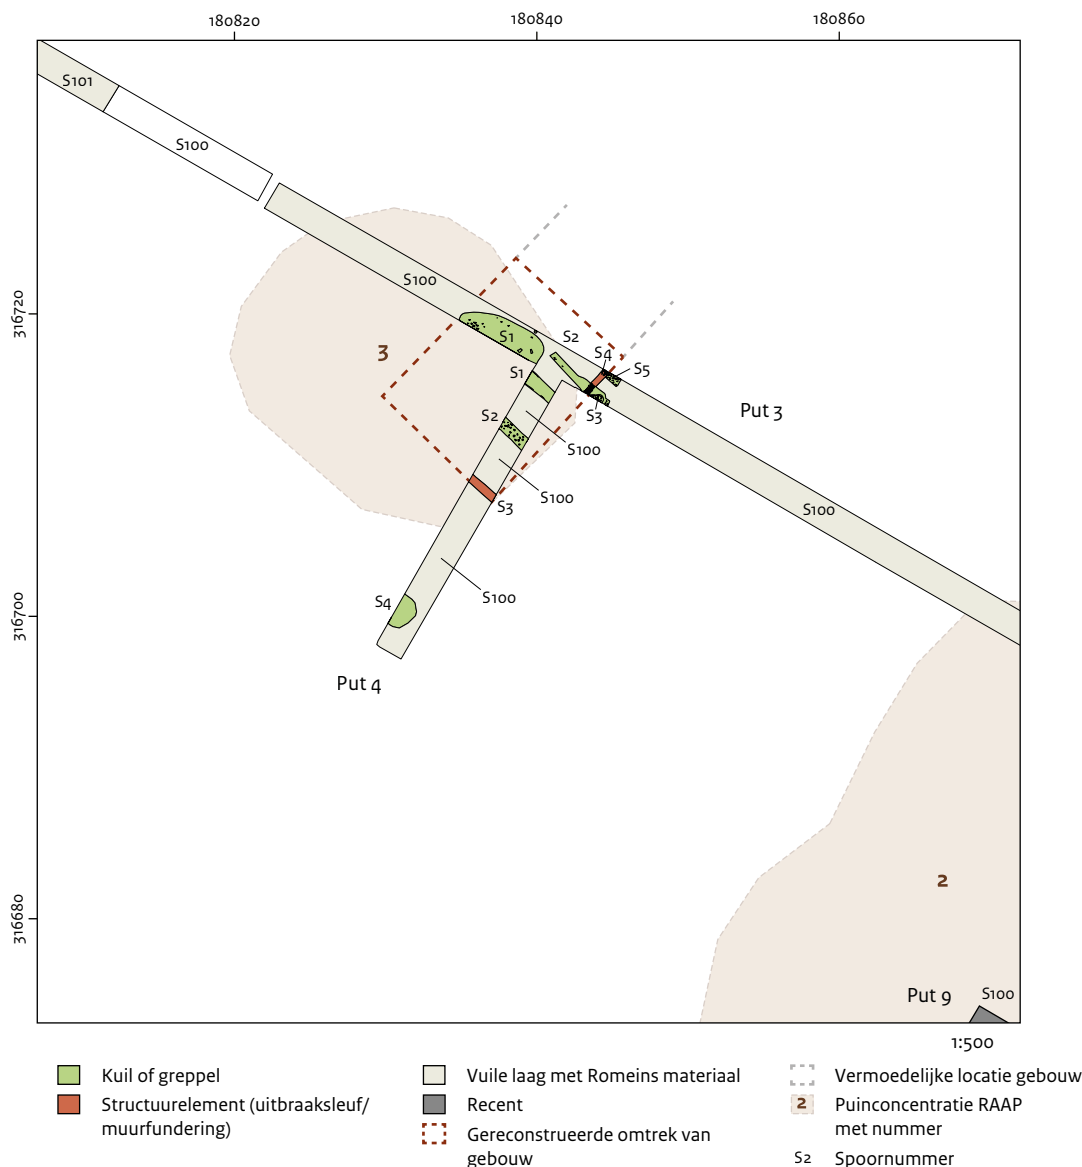 180820
180840
180860
S101
S100
316720
S100
S1
S2
3
S4
S5
S1
S2
S3
Put 3
S100
S100
S3
S100
S100
S4
316700
Put 4
2
316680
Put 9
S100
1:500
Kuil of greppel
Structuurelement (uitbraaksleuf/
muurfundering)
Vuile laag met Romeins materiaal
Recent
Gereconstrueerde omtrek van
gebouw
Vermoedelijke locatie gebouw
2
Puinconcentratie RAAP
met nummer
S2
Spoornummer